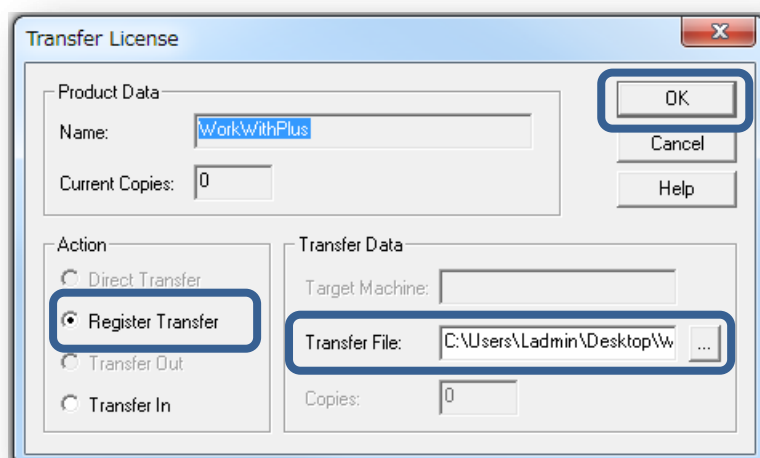 Transfer License
Product Data
Name: WorkWithPlus
Current Copies: 0
OK
Cancel
Help
Action
Direct Transfer
Register Transfer
Transfer Out
Transfer In
Transfer Data
Target Machine:
Transfer File: C:\Users\Ladmin\Desktop\W ...
Copies: 0